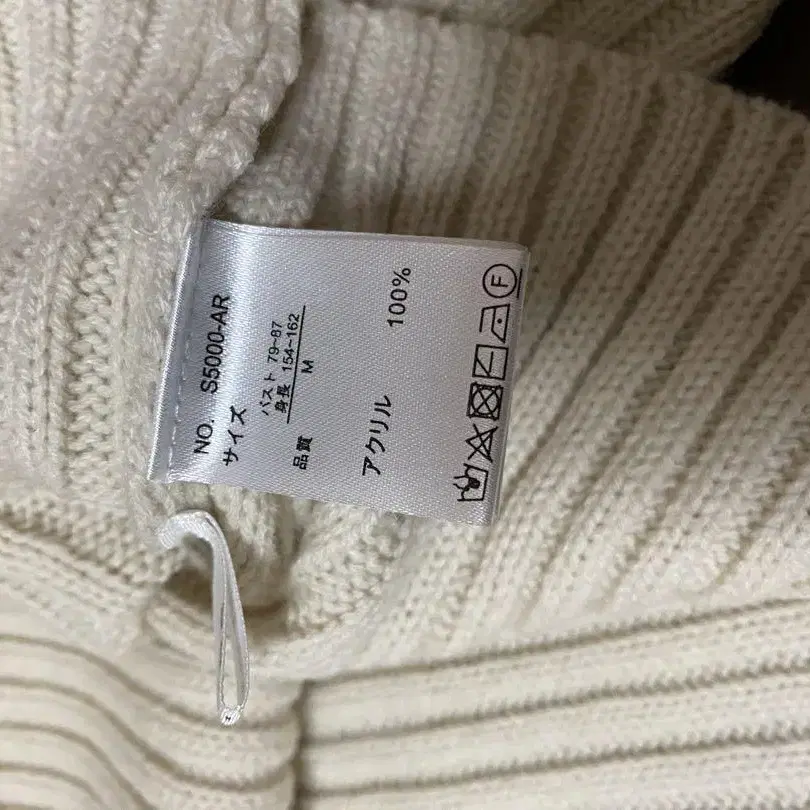 NO. S5000-AR
サイズ
バスト 79~87
身長 154~162
M
品質
アクリル 100%
F